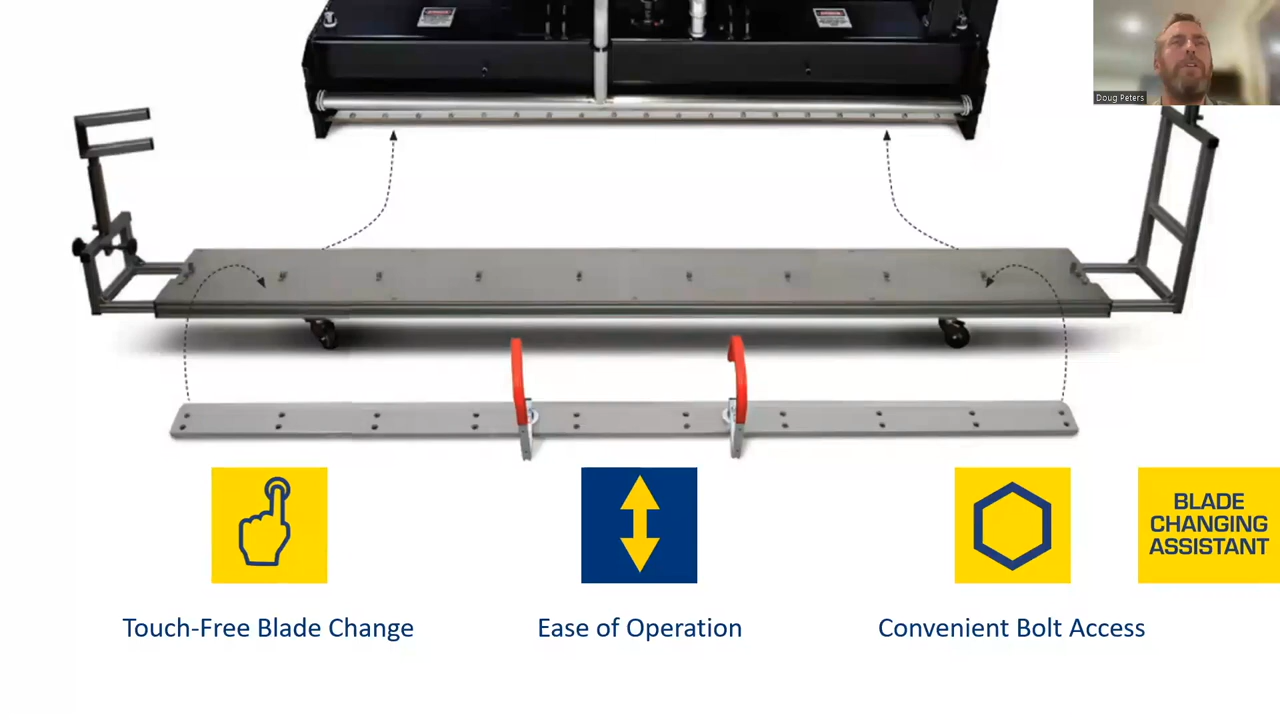 Doug Peters
BLADE
CHANGING
ASSISTANT
Touch-Free Blade Change
Ease of Operation
Convenient Bolt Access